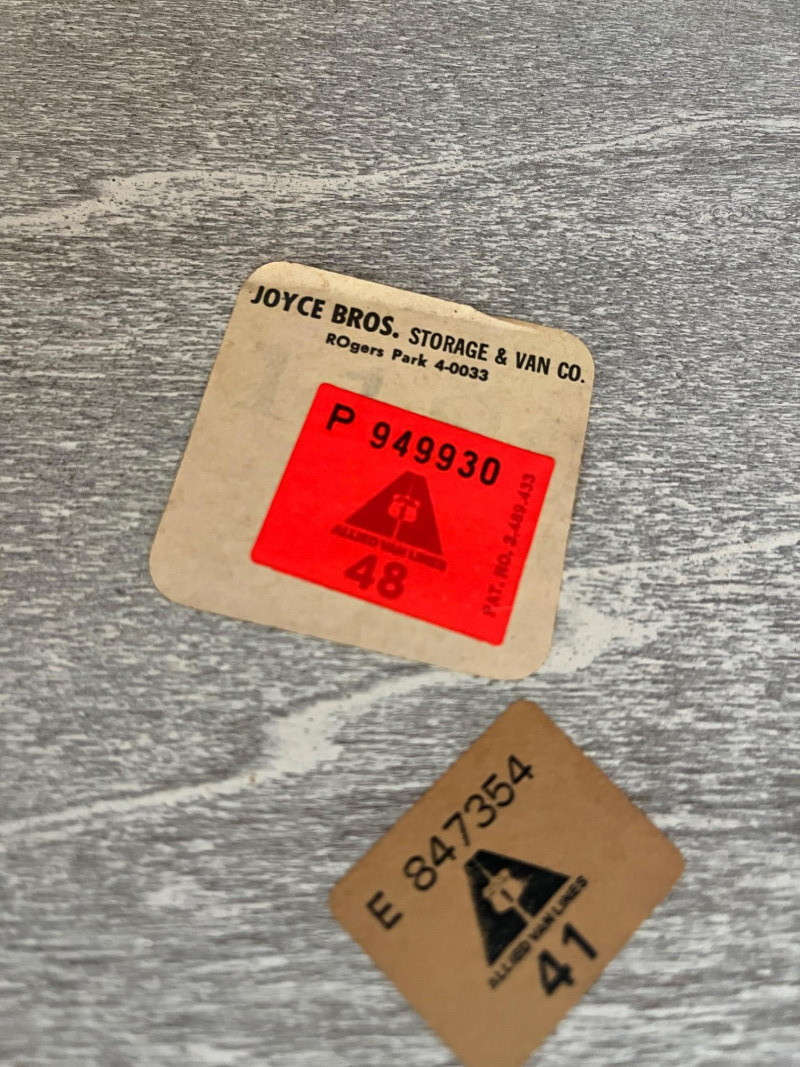 JOYCE BROS. STORAGE & VAN CO.
ROgers Park 4-0033
P 949930
ALLIED VAN LINES
48
PAT. NO. 3,489,433
E 847354
ALLIED VAN LINES
41